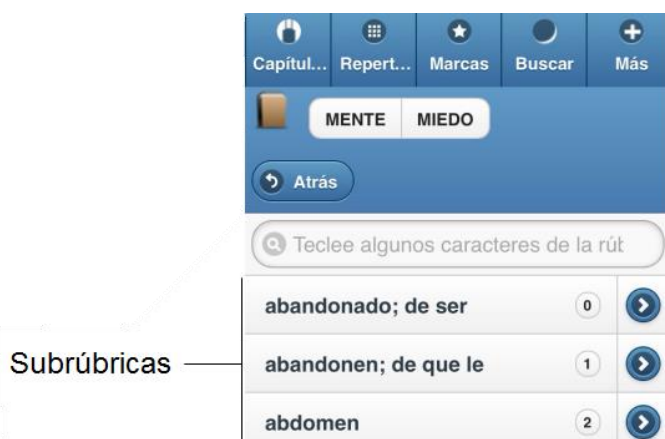 Capítul... Repert... Marcas Buscar Más
MENTE MIEDO
Atrás
Teclee algunos caracteres de la rút
abandonado; de ser 0
Subrúbricas abandonen; de que le 1
abdomen 2